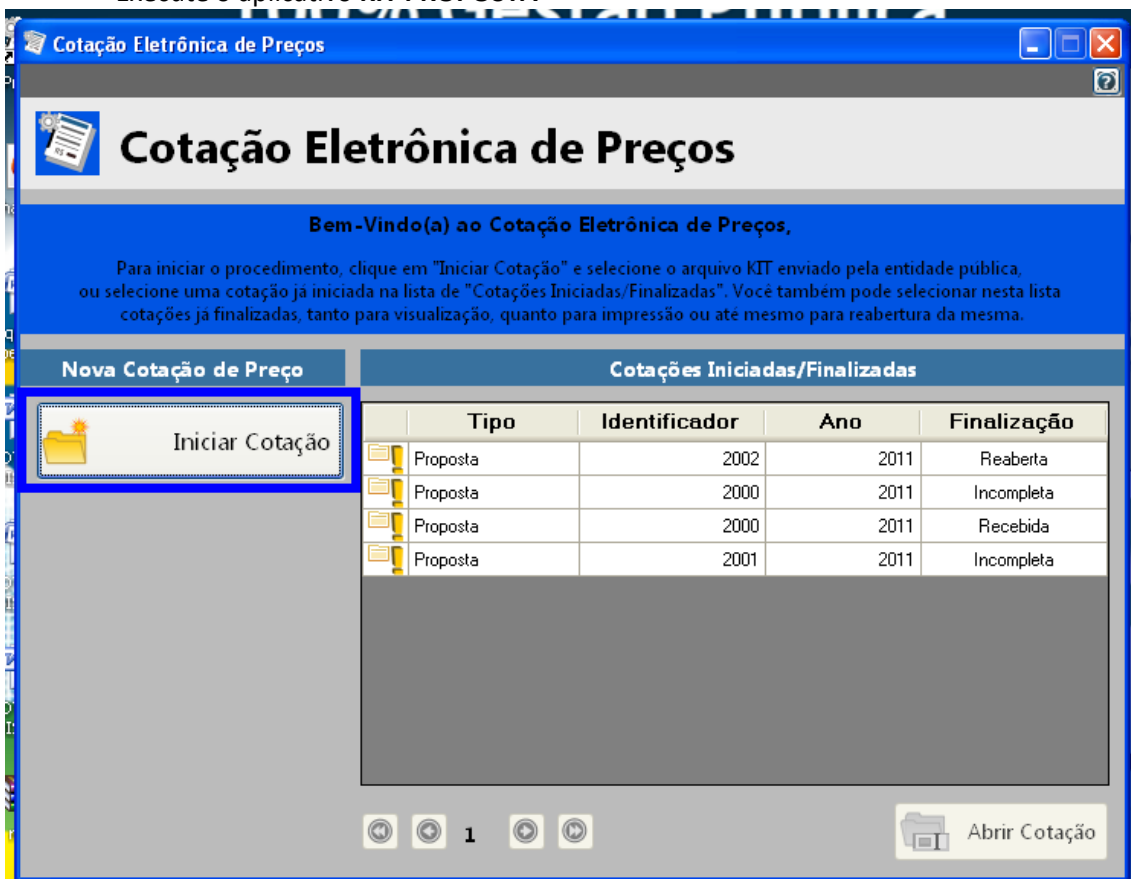 Cotação Eletrônica de Preços
Cotação Eletrônica de Preços
Bem-Vindo(a) ao Cotação Eletrônica de Preços,
Para iniciar o procedimento, clique em "Iniciar Cotação" e selecione o arquivo KIT enviado pela entidade pública,
ou selecione uma cotação já iniciada na lista de "Cotações Iniciadas/Finalizadas". Você também pode selecionar nesta lista
cotações já finalizadas, tanto para visualização, quanto para impressão ou até mesmo para reabertura da mesma.
Nova Cotação de Preço
Cotações Iniciadas/Finalizadas
Iniciar Cotação
Tipo Identificador Ano Finalização
Proposta 2002 2011 Reaberta
Proposta 2000 2011 Incompleta
Proposta 2000 2011 Recebida
Proposta 2001 2011 Incompleta
1
Abrir Cotação